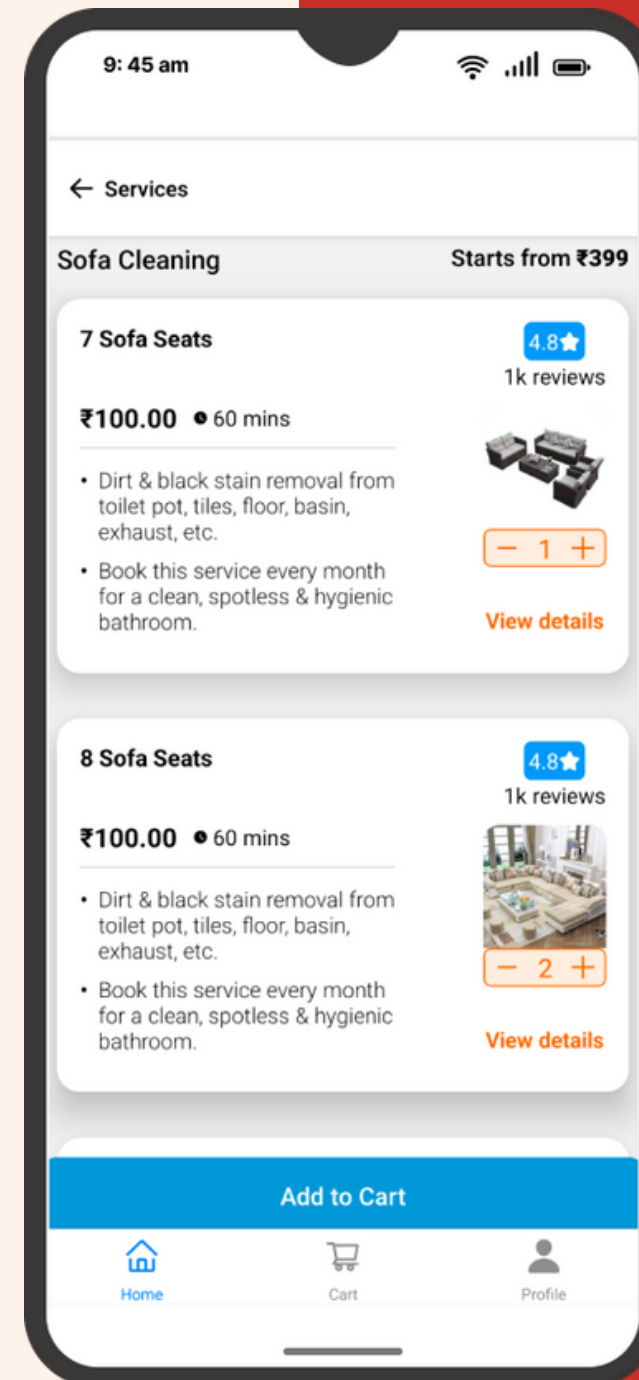 9: 45 am
← Services
Sofa Cleaning
Starts from ₹399
7 Sofa Seats
4.8
1k reviews
₹100.00 60 mins
• Dirt & black stain removal from
toilet pot, tiles, floor, basin,
exhaust, etc.
• Book this service every month
for a clean, spotless & hygienic
bathroom.
− 1 +
View details
8 Sofa Seats
4.8
1k reviews
₹100.00 60 mins
• Dirt & black stain removal from
toilet pot, tiles, floor, basin,
exhaust, etc.
• Book this service every month
for a clean, spotless & hygienic
bathroom.
− 2 +
View details
Add to Cart
Home
Cart
Profile